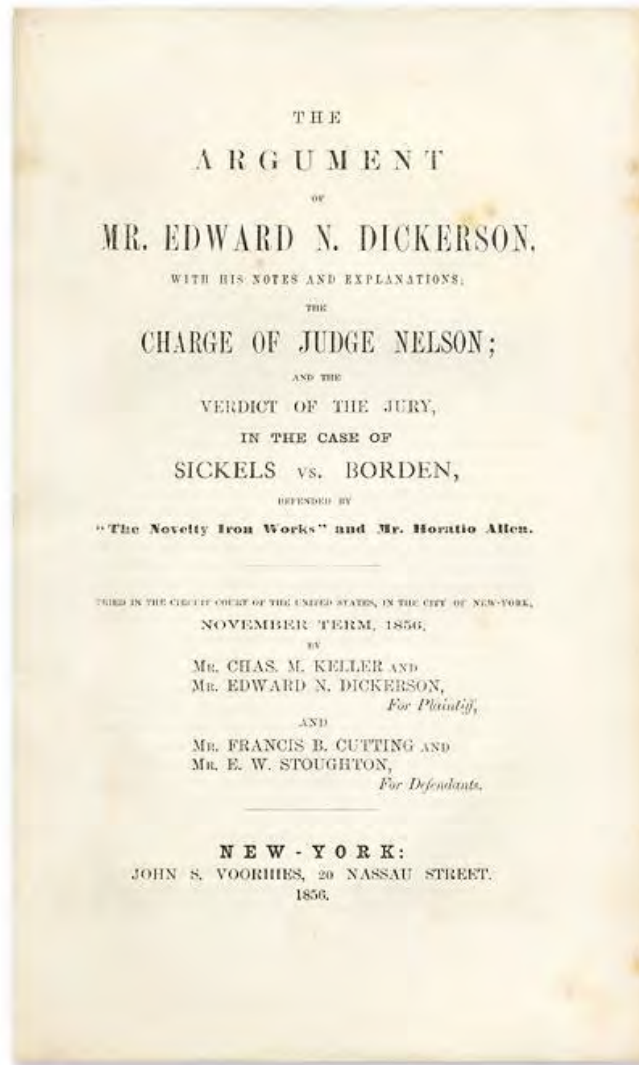 THE
ARGUMENT
OF
MR. EDWARD N. DICKERSON,
WITH HIS NOTES AND EXPLANATIONS;
THE
CHARGE OF JUDGE NELSON;
AND THE
VERDICT OF THE JURY,
IN THE CASE OF
SICKELS vs. BORDEN,
DEFENDED BY
"The Novelty Iron Works" and Mr. Horatio Allen.
TRIED IN THE CIRCUIT COURT OF THE UNITED STATES, IN THE CITY OF NEW-YORK,
NOVEMBER TERM, 1856,
BY
MR. CHAS. M. KELLER AND
MR. EDWARD N. DICKERSON,
For Plaintiff,
AND
MR. FRANCIS B. CUTTING AND
MR. E. W. STOUGHTON,
For Defendants.
NEW-YORK:
JOHN S. VOORHIES, 20 NASSAU STREET.
1856.